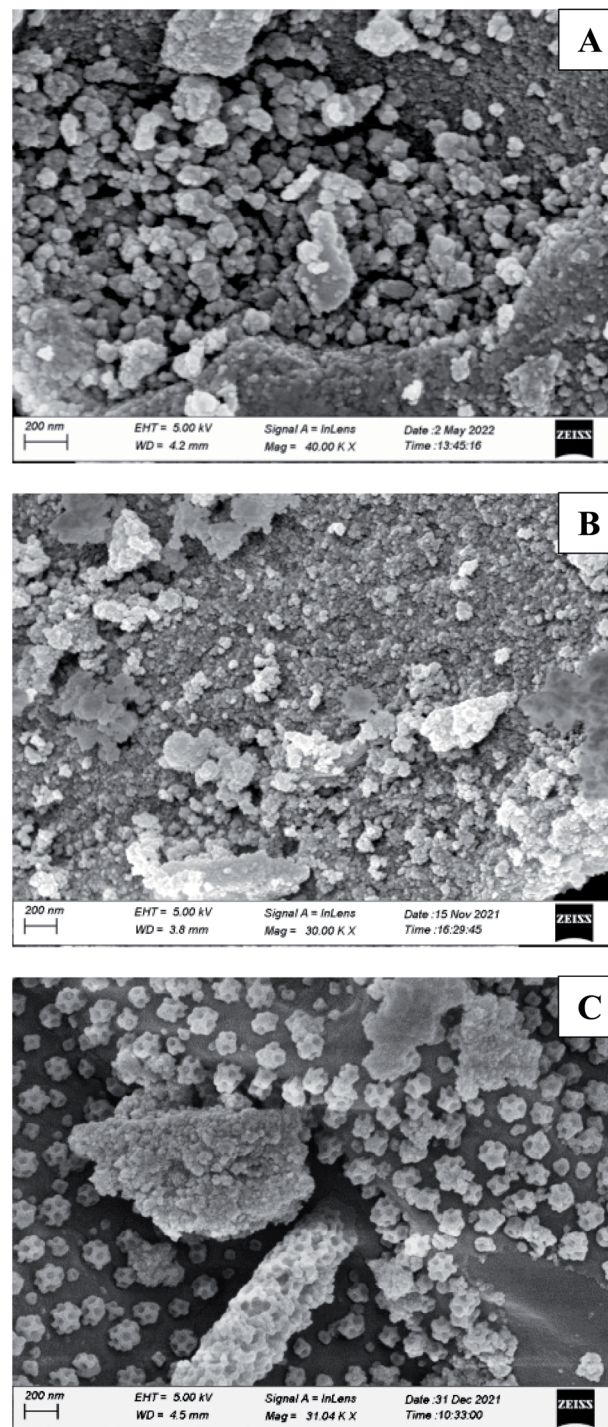 A
200 nm EHT = 5.00 kV Signal A = InLens Date :2 May 2022 ZEISS
WD = 4.2 mm Mag = 40.00 K X Time :13:45:16
B
200 nm EHT = 5.00 kV Signal A = InLens Date :15 Nov 2021 ZEISS
WD = 3.8 mm Mag = 30.00 K X Time :16:29:45
C
200 nm EHT = 5.00 kV Signal A = InLens Date :31 Dec 2021 ZEISS
WD = 4.5 mm Mag = 31.04 K X Time :10:33:00